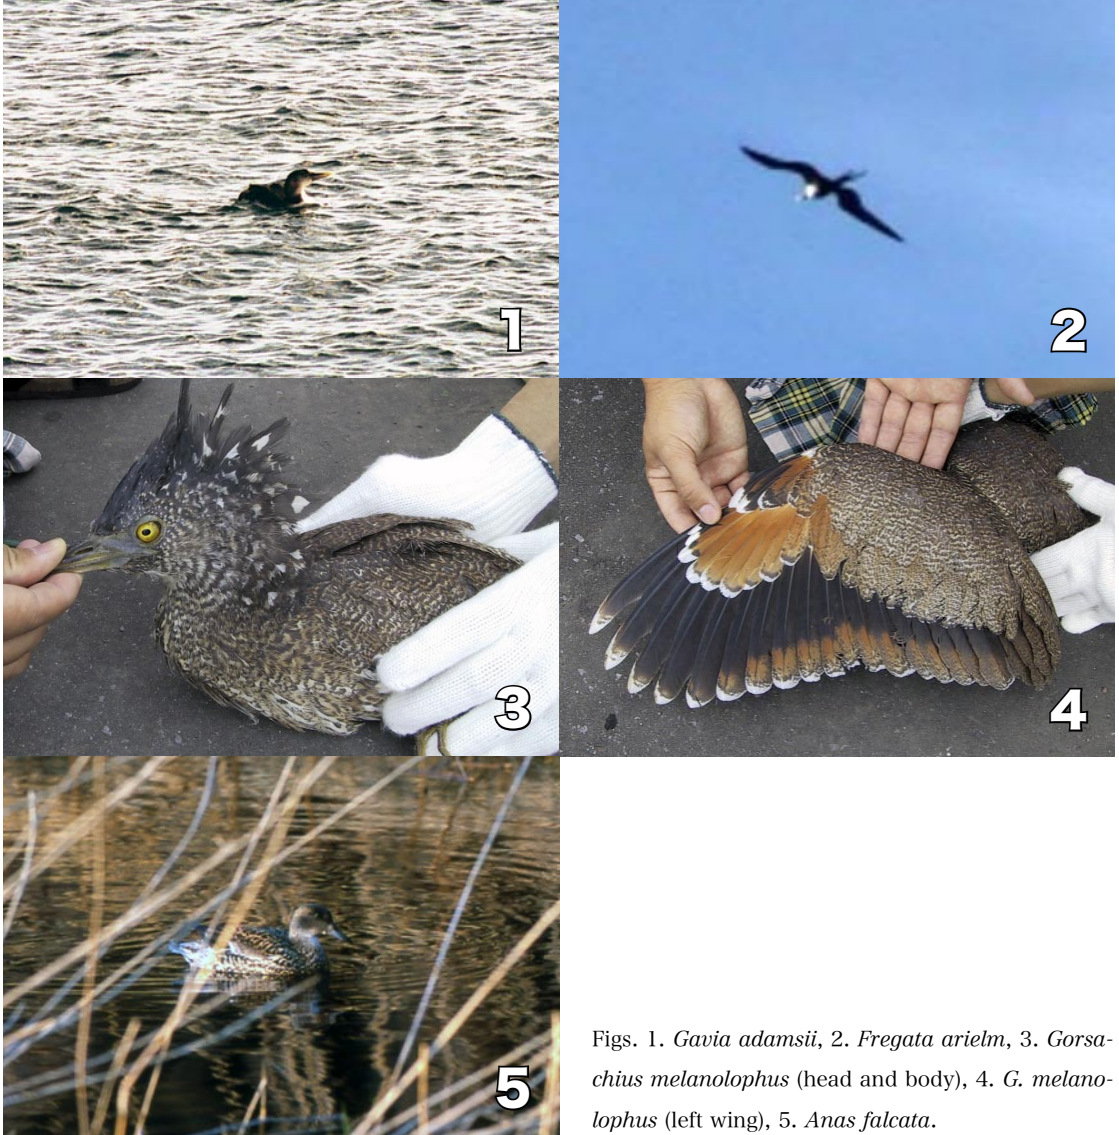 1
2
3
4
5
Figs. 1. Gavia adamsii, 2. Fregata arielm, 3. Gorsa-
chius melanolophus (head and body), 4. G. melano-
lophus (left wing), 5. Anas falcata.